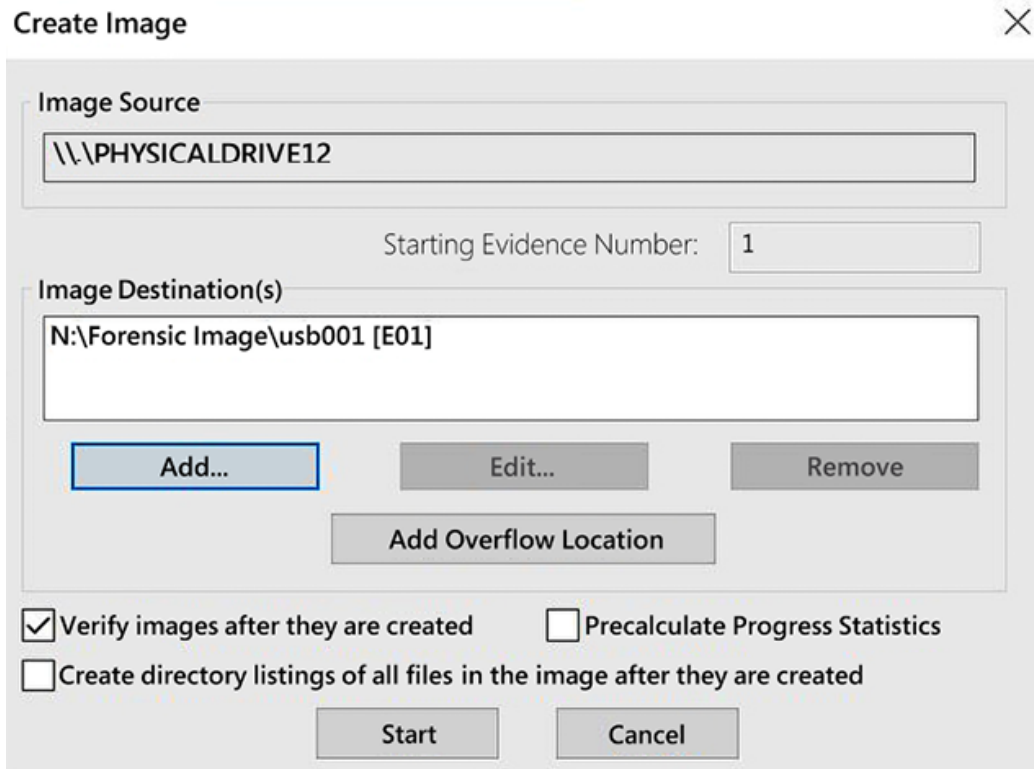 Create Image
Image Source
\\.\PHYSICALDRIVE12
Starting Evidence Number: 1
Image Destination(s)
N:\Forensic Image\usb001 [E01]
Add... Edit... Remove
Add Overflow Location
Verify images after they are created Precalculate Progress Statistics
Create directory listings of all files in the image after they are created
Start Cancel